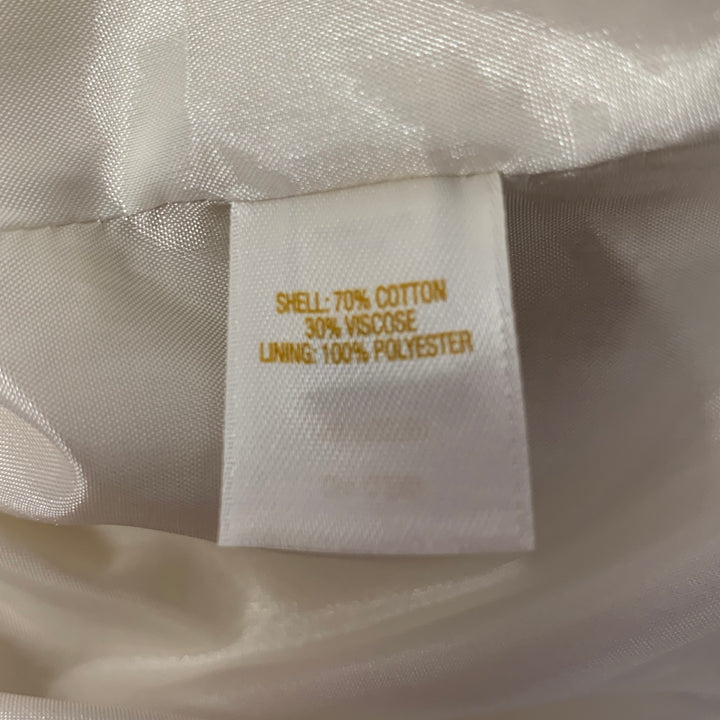 SHELL: 70% COTTON
30% VISCOSE
LINING: 100% POLYESTER